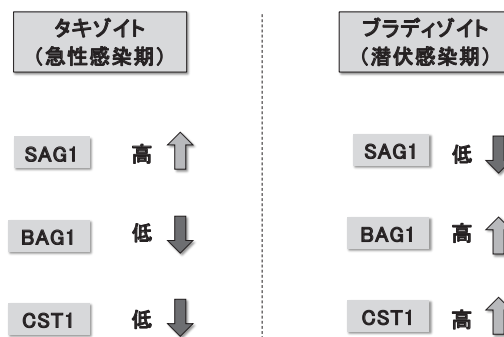 タキゾイト
（急性感染期）
SAG1 高
BAG1 低
CST1 低
ブラディゾイト
（潜伏感染期）
SAG1 低
BAG1 高
CST1 高